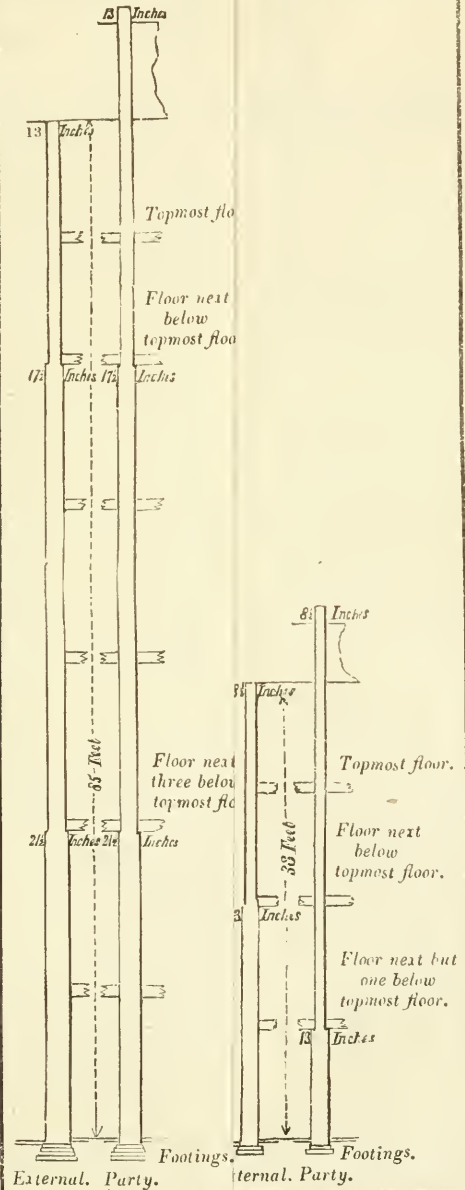 13 Inches
13 Inches
Topmost flo
Floor next
below
topmost floo
17½ Inches 17½ Inches
85 Feet
Floor next
three below
topmost flo
21½ Inches 21½ Inches
Footings.
External. Party.
8½ Inches
8½ Inches
Topmost floor.
33 Feet
Floor next
below
topmost floor.
3 Inches
Floor next but
one below
topmost floor.
13 Inches
Footings.
ternal. Party.